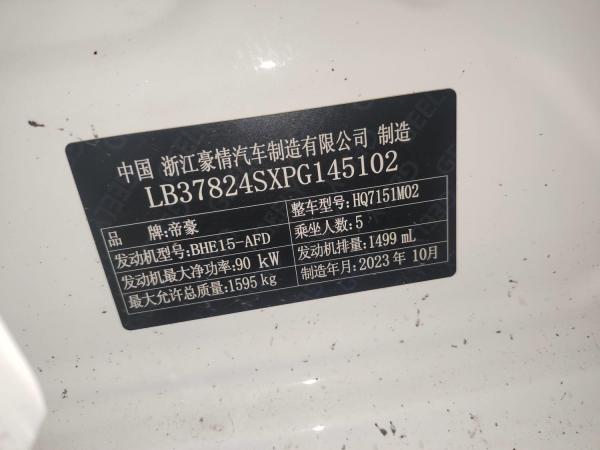 中国 浙江豪情汽车制造有限公司 制造
LB37824SXPG145102
品 牌:帝豪
整车型号:HQ7151M02
发动机型号:BHE15-AFD
乘坐人数:5
发动机最大净功率:90 kW
发动机排量:1499 mL
最大允许总质量:1595 kg
制造年月:2023 年 10月